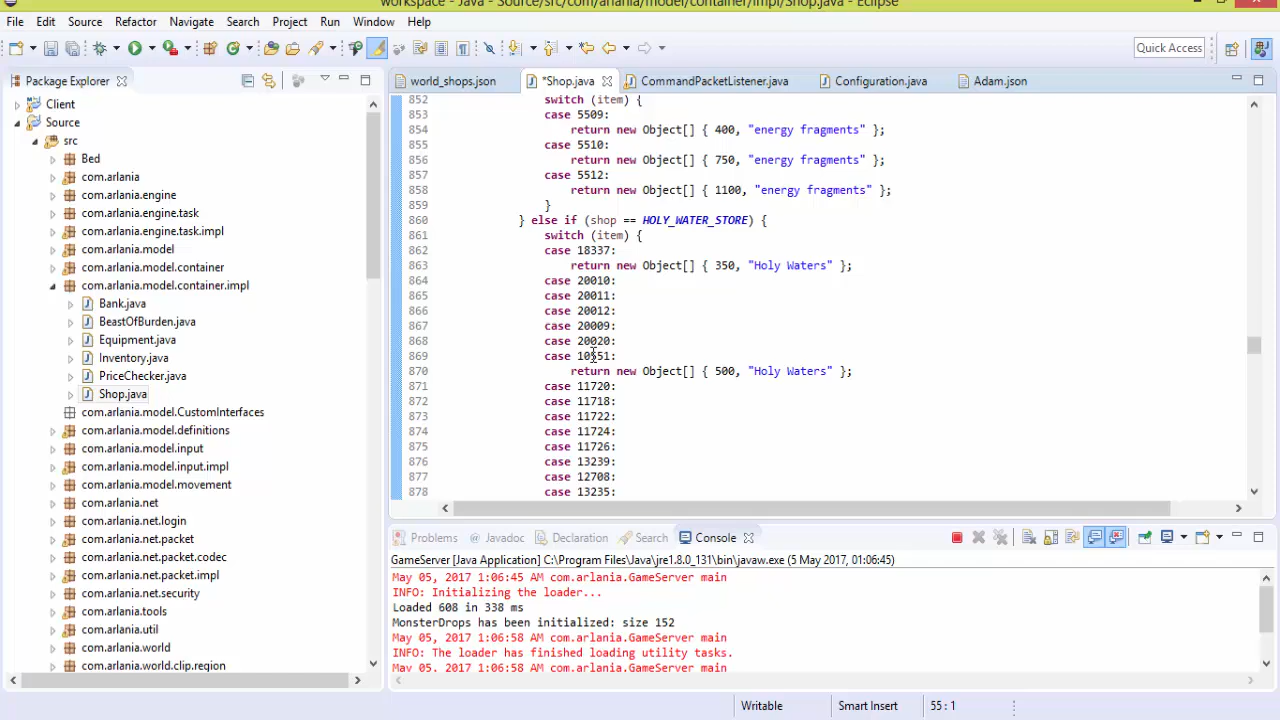 workspace - Java - Source/src/com/arlania/model/container/impl/Shop.java - Eclipse
File Edit Source Refactor Navigate Search Project Run Window Help
Quick Access
Package Explorer
world_shops.json *Shop.java CommandPacketListener.java Configuration.java Adam.json
Client
Source
src
Bed
com.arlania
com.arlania.engine
com.arlania.engine.task
com.arlania.engine.task.impl
com.arlania.model
com.arlania.model.container
com.arlania.model.container.impl
Bank.java
BeastOfBurden.java
Equipment.java
Inventory.java
PriceChecker.java
Shop.java
com.arlania.model.CustomInterfaces
com.arlania.model.definitions
com.arlania.model.input
com.arlania.model.input.impl
com.arlania.model.movement
com.arlania.net
com.arlania.net.login
com.arlania.net.packet
com.arlania.net.packet.codec
com.arlania.net.packet.impl
com.arlania.net.security
com.arlania.tools
com.arlania.util
com.arlania.world
com.arlania.world.clip.region
852 switch (item) {
853 case 5509:
854 return new Object[] { 400, "energy fragments" };
855 case 5510:
856 return new Object[] { 750, "energy fragments" };
857 case 5512:
858 return new Object[] { 1100, "energy fragments" };
859 }
860 } else if (shop == HOLY_WATER_STORE) {
861 switch (item) {
862 case 18337:
863 return new Object[] { 350, "Holy Waters" };
864 case 20010:
865 case 20011:
866 case 20012:
867 case 20009:
868 case 20020:
869 case 10551:
870 return new Object[] { 500, "Holy Waters" };
871 case 11720:
872 case 11718:
873 case 11722:
874 case 11724:
875 case 11726:
876 case 13239:
877 case 12708:
878 case 13235:
Problems Javadoc Declaration Search Console
GameServer [Java Application] C:\Program Files\Java\jre1.8.0_131\bin\javaw.exe (5 May 2017, 01:06:45)
May 05, 2017 1:06:45 AM com.arlania.GameServer main
INFO: Initializing the loader...
Loaded 608 in 338 ms
MonsterDrops has been initialized: size 152
May 05, 2017 1:06:58 AM com.arlania.GameServer main
INFO: The loader has finished loading utility tasks.
May 05, 2017 1:06:58 AM com.arlania.GameServer main
Writable Smart Insert 55 : 1